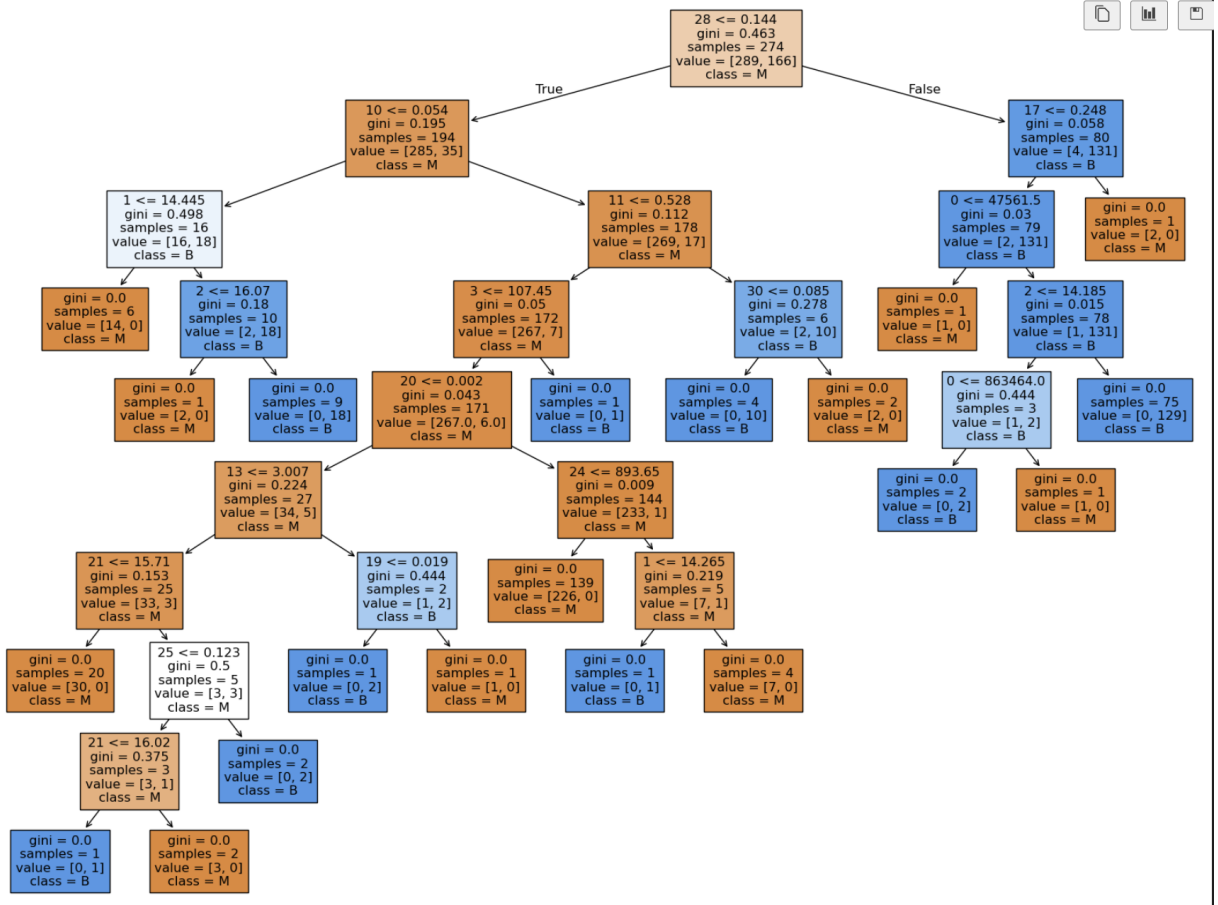 28 <= 0.144
gini = 0.463
samples = 274
value = [289, 166]
class = M
True
False
10 <= 0.054
gini = 0.195
samples = 194
value = [285, 35]
class = M
17 <= 0.248
gini = 0.058
samples = 80
value = [4, 131]
class = B
1 <= 14.445
gini = 0.498
samples = 16
value = [16, 18]
class = B
11 <= 0.528
gini = 0.112
samples = 178
value = [269, 17]
class = M
0 <= 47561.5
gini = 0.03
samples = 79
value = [2, 131]
class = B
gini = 0.0
samples = 1
value = [2, 0]
class = M
gini = 0.0
samples = 6
value = [14, 0]
class = M
2 <= 16.07
gini = 0.18
samples = 10
value = [2, 18]
class = B
3 <= 107.45
gini = 0.05
samples = 172
value = [267, 7]
class = M
30 <= 0.085
gini = 0.278
samples = 6
value = [2, 10]
class = B
gini = 0.0
samples = 1
value = [1, 0]
class = M
2 <= 14.185
gini = 0.015
samples = 78
value = [1, 131]
class = B
gini = 0.0
samples = 1
value = [2, 0]
class = M
gini = 0.0
samples = 9
value = [0, 18]
class = B
20 <= 0.002
gini = 0.043
samples = 171
value = [267.0, 6.0]
class = M
gini = 0.0
samples = 1
value = [0, 1]
class = B
gini = 0.0
samples = 4
value = [0, 10]
class = B
gini = 0.0
samples = 2
value = [2, 0]
class = M
0 <= 863464.0
gini = 0.444
samples = 3
value = [1, 2]
class = B
gini = 0.0
samples = 75
value = [0, 129]
class = B
13 <= 3.007
gini = 0.224
samples = 27
value = [34, 5]
class = M
24 <= 893.65
gini = 0.009
samples = 144
value = [233, 1]
class = M
gini = 0.0
samples = 2
value = [0, 2]
class = B
gini = 0.0
samples = 1
value = [1, 0]
class = M
21 <= 15.71
gini = 0.153
samples = 25
value = [33, 3]
class = M
19 <= 0.019
gini = 0.444
samples = 2
value = [1, 2]
class = B
gini = 0.0
samples = 139
value = [226, 0]
class = M
1 <= 14.265
gini = 0.219
samples = 5
value = [7, 1]
class = M
gini = 0.0
samples = 20
value = [30, 0]
class = M
25 <= 0.123
gini = 0.5
samples = 5
value = [3, 3]
class = M
gini = 0.0
samples = 1
value = [0, 2]
class = B
gini = 0.0
samples = 1
value = [1, 0]
class = M
gini = 0.0
samples = 1
value = [0, 1]
class = B
gini = 0.0
samples = 4
value = [7, 0]
class = M
21 <= 16.02
gini = 0.375
samples = 3
value = [3, 1]
class = M
gini = 0.0
samples = 2
value = [0, 2]
class = B
gini = 0.0
samples = 1
value = [0, 1]
class = B
gini = 0.0
samples = 2
value = [3, 0]
class = M